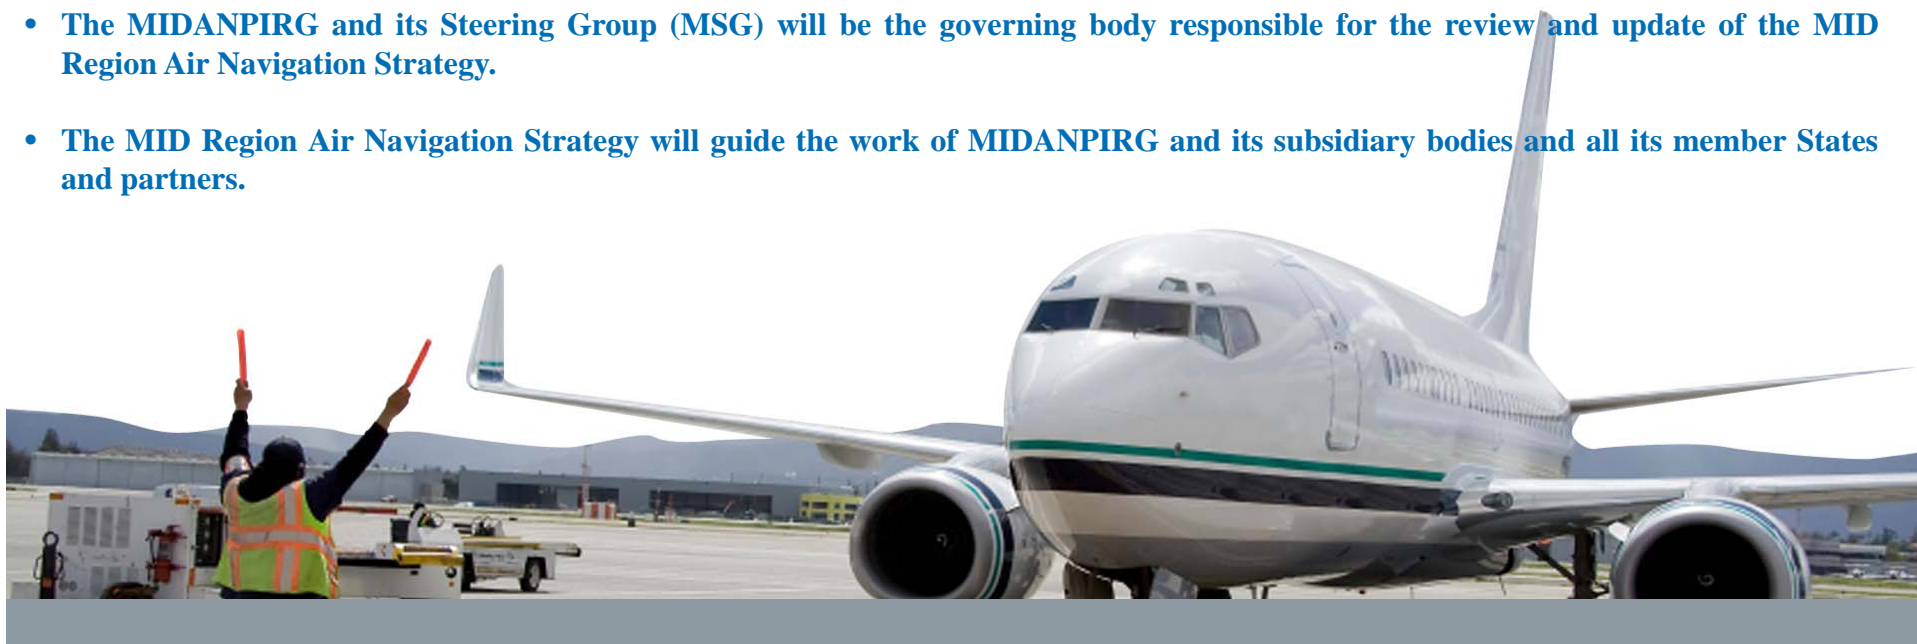 • The MIDANPIRG and its Steering Group (MSG) will be the governing body responsible for the review and update of the MID
Region Air Navigation Strategy.
• The MID Region Air Navigation Strategy will guide the work of MIDANPIRG and its subsidiary bodies and all its member States
and partners.